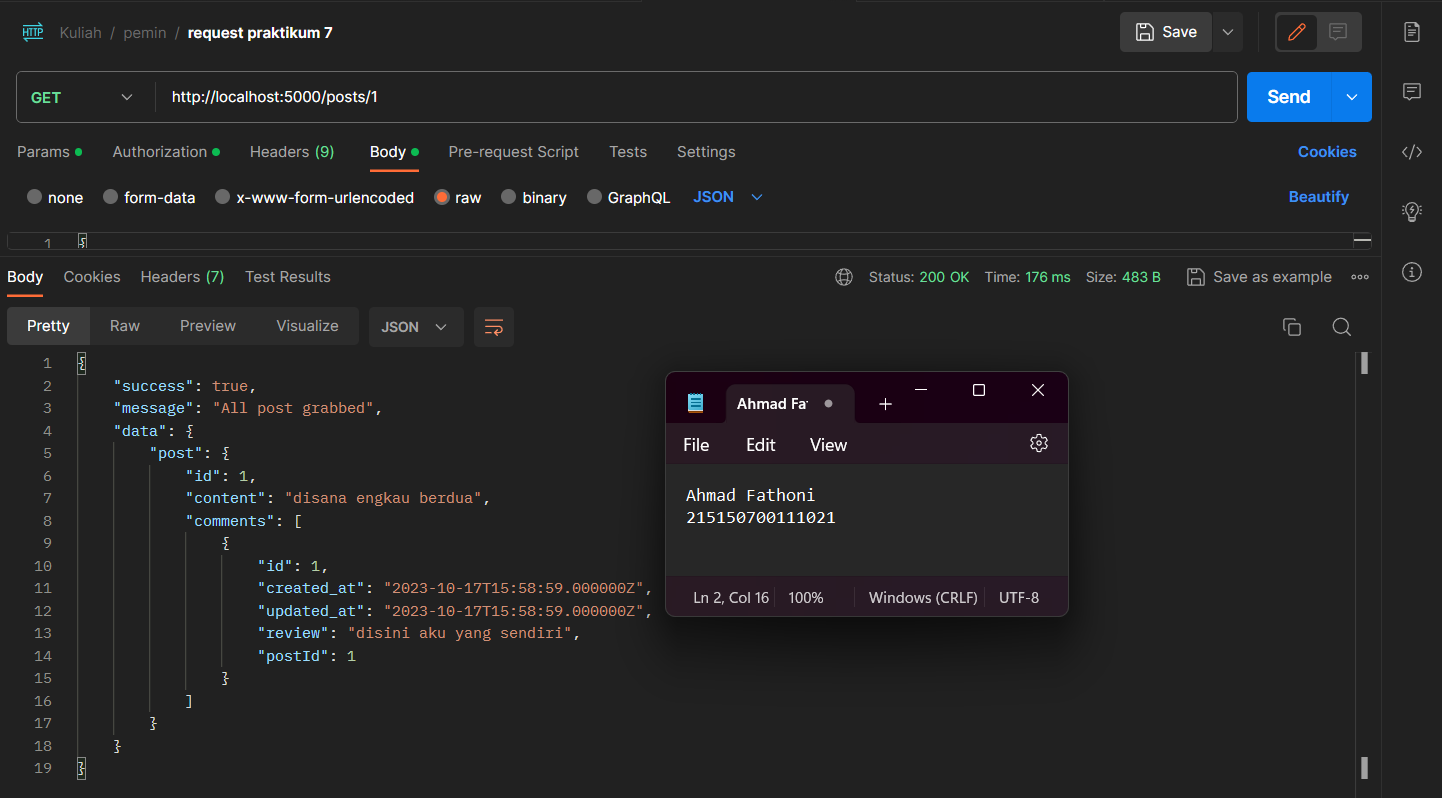 HTTP Kuliah / pemin / request praktikum 7 Save
GET http://localhost:5000/posts/1 Send
Params Authorization Headers (9) Body Pre-request Script Tests Settings Cookies
none form-data x-www-form-urlencoded raw binary GraphQL JSON Beautify
1 {
Body Cookies Headers (7) Test Results Status: 200 OK Time: 176 ms Size: 483 B Save as example
Pretty Raw Preview Visualize JSON
1 {
2 "success": true,
3 "message": "All post grabbed",
4 "data": {
5 "post": {
6 "id": 1,
7 "content": "disana engkau berdua",
8 "comments": [
9 {
10 "id": 1,
11 "created_at": "2023-10-17T15:58:59.000000Z",
12 "updated_at": "2023-10-17T15:58:59.000000Z",
13 "review": "disini aku yang sendiri",
14 "postId": 1
15 }
16 ]
17 }
18 }
19 }
Ahmad Fa
File Edit View
Ahmad Fathoni
215150700111021
Ln 2, Col 16 100% Windows (CRLF) UTF-8